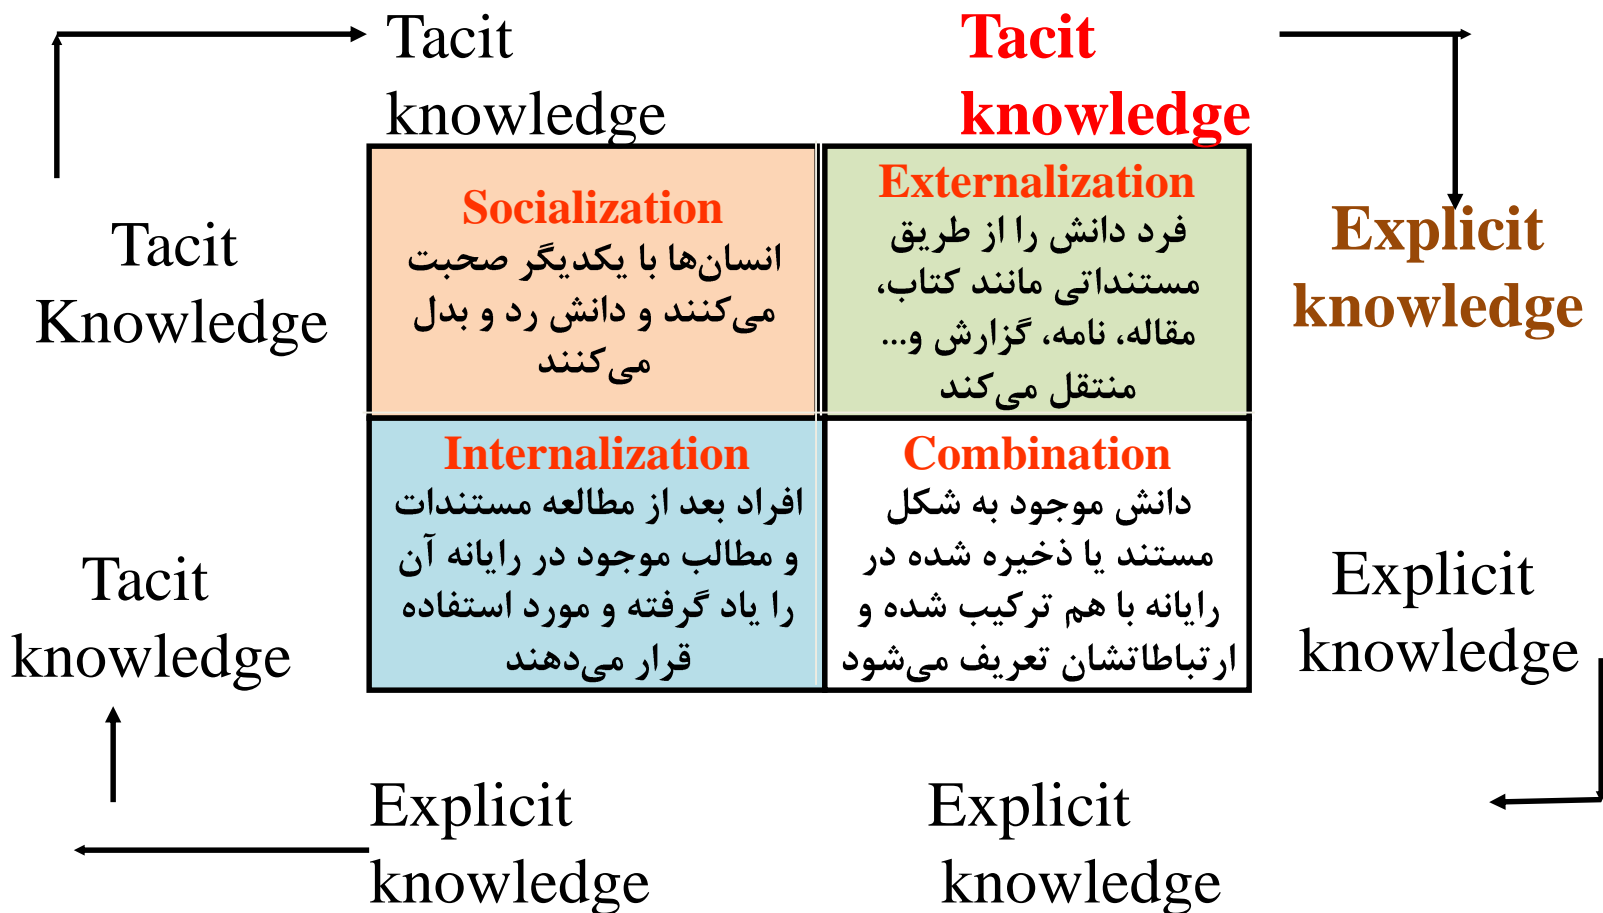 Tacit
knowledge
Tacit
knowledge
Tacit
Knowledge
Socialization
انسان‌ها با یکدیگر صحبت
می‌کنند و دانش رد و بدل
می‌کنند
Externalization
فرد دانش را از طریق
مستنداتی مانند کتاب،
مقاله، نامه، گزارش و...
منتقل می‌کند
Explicit
knowledge
Tacit
knowledge
Internalization
افراد بعد از مطالعه مستندات
و مطالب موجود در رایانه آن
را یاد گرفته و مورد استفاده
قرار می‌دهند
Combination
دانش موجود به شکل
مستند یا ذخیره شده در
رایانه با هم ترکیب شده و
ارتباطاتشان تعریف می‌شود
Explicit
knowledge
Explicit
knowledge
Explicit
knowledge